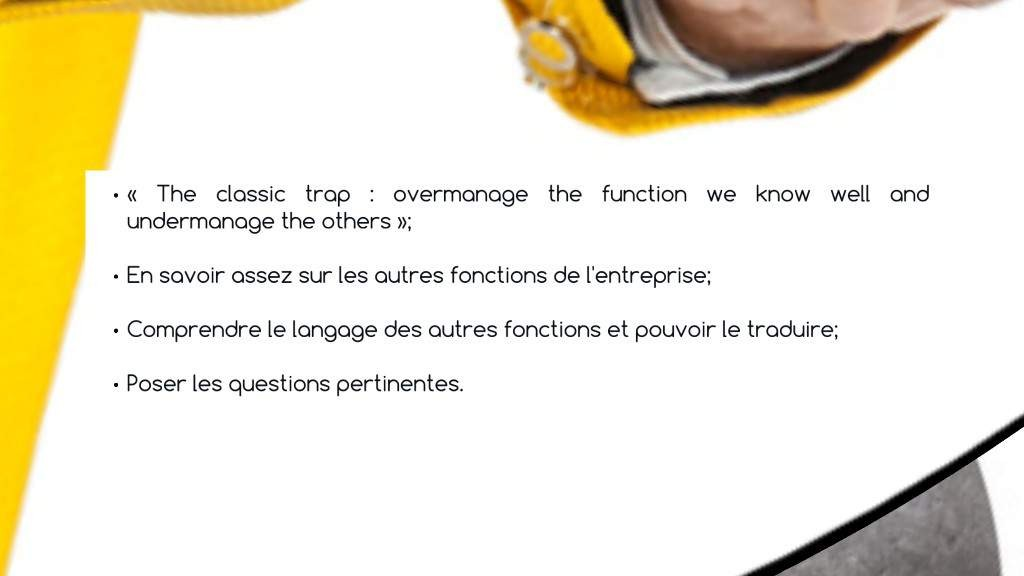 • « The classic trap : overmanage the function we know well and
undermanage the others »;
• En savoir assez sur les autres fonctions de l'entreprise;
• Comprendre le langage des autres fonctions et pouvoir le traduire;
• Poser les questions pertinentes.